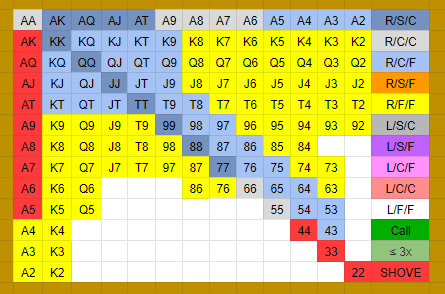 AA AK AQ AJ AT A9 A8 A7 A6 A5 A4 A3 A2 R/S/C
AK KK KQ KJ KT K9 K8 K7 K6 K5 K4 K3 K2 R/C/C
AQ KQ QQ QJ QT Q9 Q8 Q7 Q6 Q5 Q4 Q3 Q2 R/C/F
AJ KJ QJ JJ JT J9 J8 J7 J6 J5 J4 J3 J2 R/S/F
AT KT QT JT TT T9 T8 T7 T6 T5 T4 T3 T2 R/F/F
A9 K9 Q9 J9 T9 99 98 97 96 95 94 93 92 L/S/C
A8 K8 Q8 J8 T8 98 88 87 86 85 84 L/S/F
A7 K7 Q7 J7 T7 97 87 77 76 75 74 73 L/C/F
A6 K6 Q6 86 76 66 65 64 63 L/C/C
A5 K5 Q5 55 54 53 L/F/F
A4 K4 44 43 Call
A3 K3 33 ≤ 3x
A2 K2 22 SHOVE